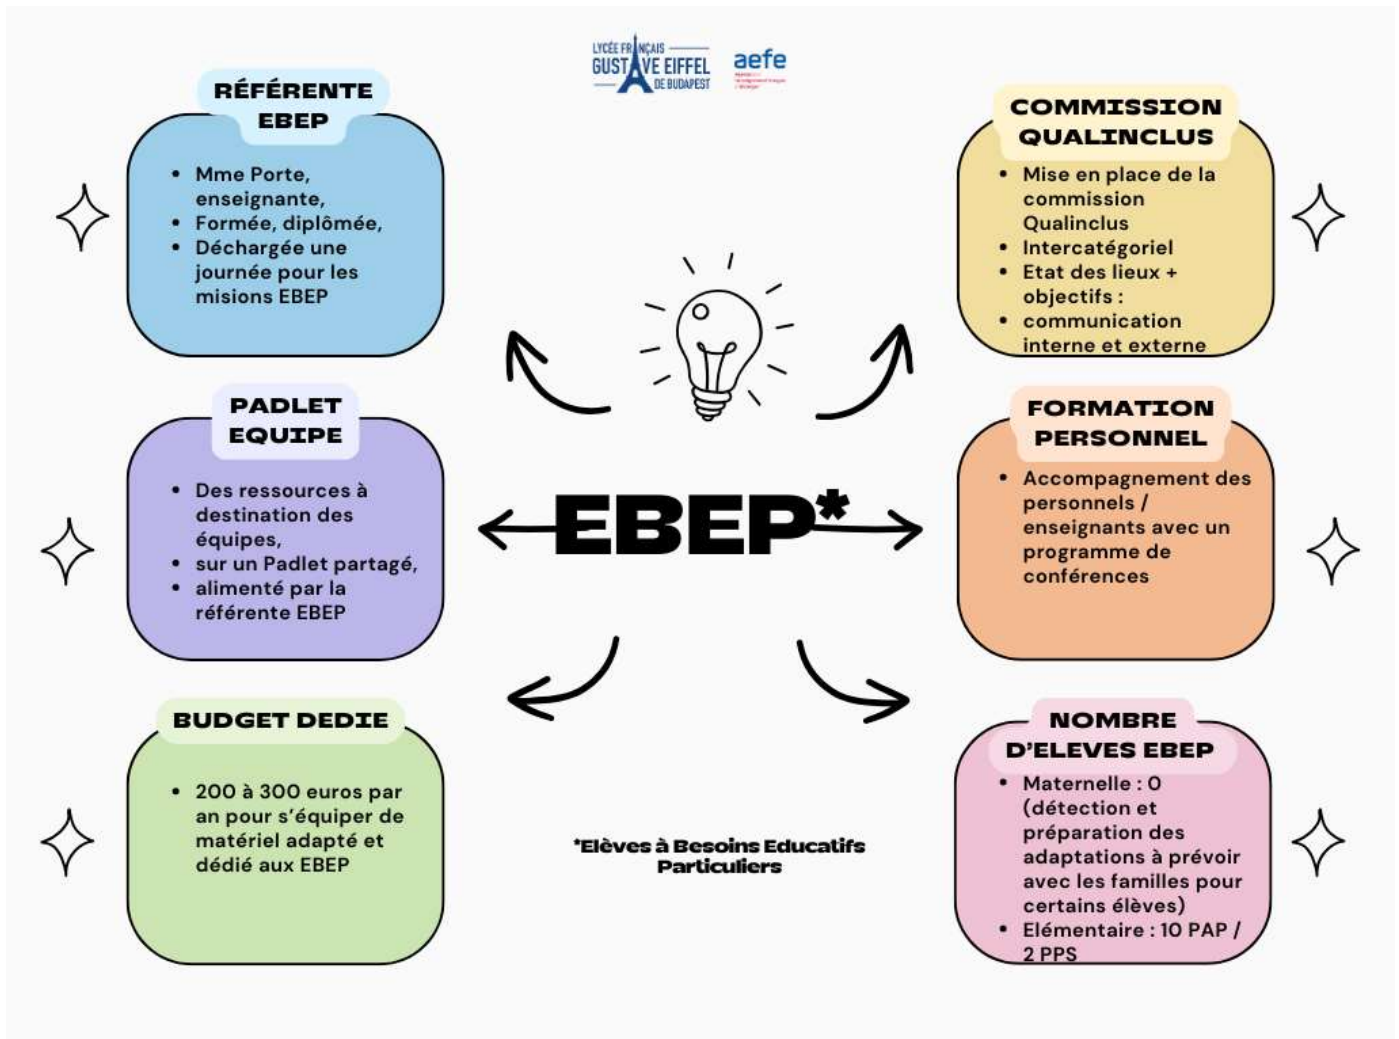 LYCÉE FRANÇAIS
GUSTAVE EIFFEL
DE BUDAPEST
aefe
RÉFÉRENTE
EBEP
• Mme Porte,
enseignante,
• Formée, diplômée,
• Déchargée une
journée pour les
misions EBEP
COMMISSION
QUALINCLUS
• Mise en place de la
commission
Qualinclus
• Intercatégoriel
• Etat des lieux +
objectifs :
• communication
interne et externe
PADLET
EQUIPE
• Des ressources à
destination des
équipes,
• sur un Padlet partagé,
• alimenté par la
référente EBEP
EBEP*
FORMATION
PERSONNEL
• Accompagnement des
personnels /
enseignants avec un
programme de
conférences
BUDGET DEDIE
• 200 à 300 euros par
an pour s’équiper de
matériel adapté et
dédié aux EBEP
*Elèves à Besoins Educatifs
Particuliers
NOMBRE
D’ELEVES EBEP
• Maternelle : 0
(détection et
préparation des
adaptations à prévoir
avec les familles pour
certains élèves)
• Elémentaire : 10 PAP /
2 PPS